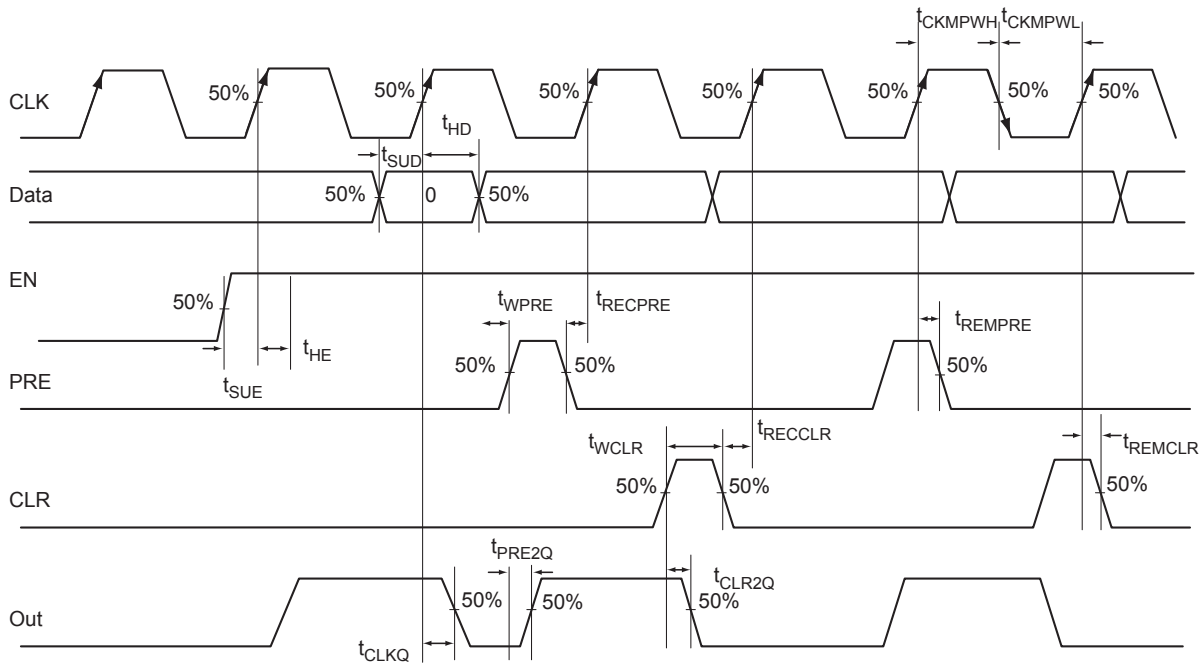 tCKMPWH tCKMPWL
CLK 50% 50% 50% 50% 50% 50% 50%
tSUD tHD
Data 50% 0 50%
EN 50%
tHE
tSUE
tWPRE tRECPRE tREMPRE
PRE 50% 50% 50%
tWCLR tRECCLR tREMCLR
CLR 50% 50% 50%
tPRE2Q tCLR2Q
Out 50% 50% 50%
tCLKQ